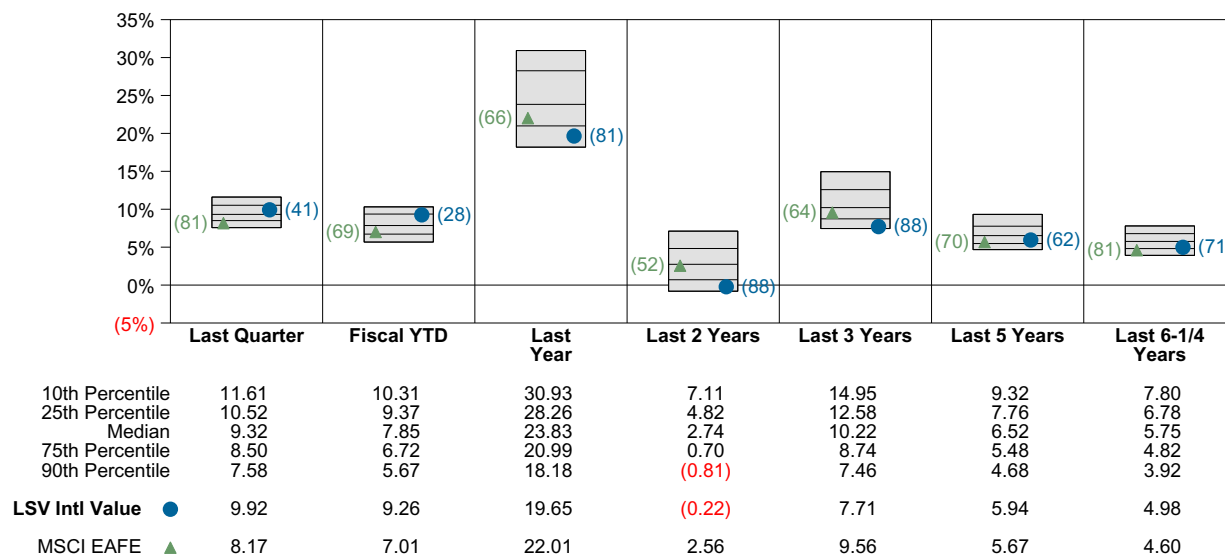 35%
30%
25%
20%
15%
10%
5%
0%
(5%)
(81) (41)
(69) (28)
(66) (81)
(52) (88)
(64) (88)
(70) (62)
(81) (71
Last Quarter Fiscal YTD Last Year Last 2 Years Last 3 Years Last 5 Years Last 6-1/4 Years
10th Percentile 11.61 10.31 30.93 7.11 14.95 9.32 7.80
25th Percentile 10.52 9.37 28.26 4.82 12.58 7.76 6.78
Median 9.32 7.85 23.83 2.74 10.22 6.52 5.75
75th Percentile 8.50 6.72 20.99 0.70 8.74 5.48 4.82
90th Percentile 7.58 5.67 18.18 (0.81) 7.46 4.68 3.92
LSV Intl Value 9.92 9.26 19.65 (0.22) 7.71 5.94 4.98
MSCI EAFE 8.17 7.01 22.01 2.56 9.56 5.67 4.60